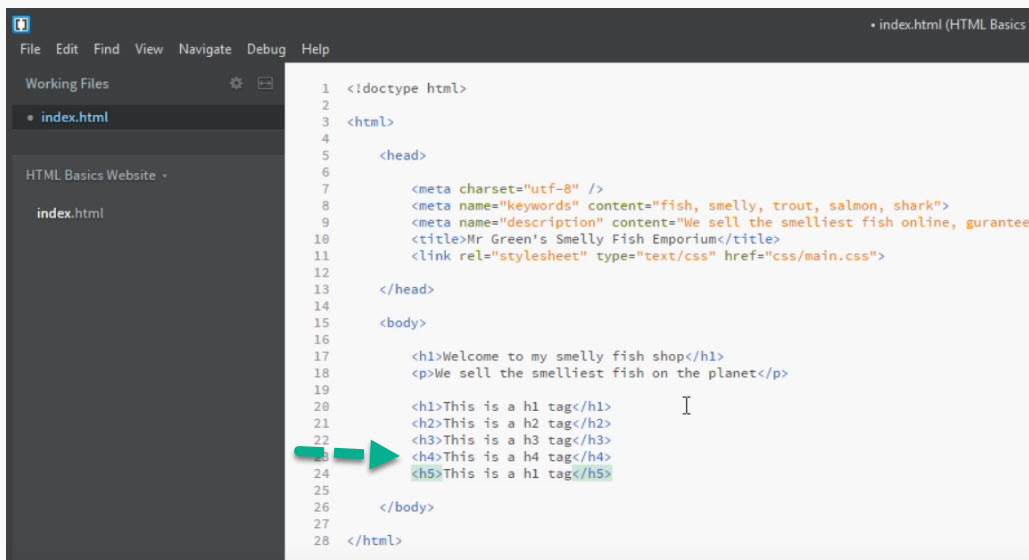 • index.html (HTML Basics
File Edit Find View Navigate Debug Help
Working Files
• index.html
HTML Basics Website
index.html
1 <!doctype html>
2
3 <html>
4
5 <head>
6
7 <meta charset="utf-8" />
8 <meta name="keywords" content="fish, smelly, trout, salmon, shark">
9 <meta name="description" content="We sell the smelliest fish online, gurantee
10 <title>Mr Green's Smelly Fish Emporium</title>
11 <link rel="stylesheet" type="text/css" href="css/main.css">
12
13 </head>
14
15 <body>
16
17 <h1>Welcome to my smelly fish shop</h1>
18 <p>We sell the smelliest fish on the planet</p>
19
20 <h1>This is a h1 tag</h1>
21 <h2>This is a h2 tag</h2>
22 <h3>This is a h3 tag</h3>
23 <h4>This is a h4 tag</h4>
24 <h5>This is a h1 tag</h5>
25
26 </body>
27
28 </html>